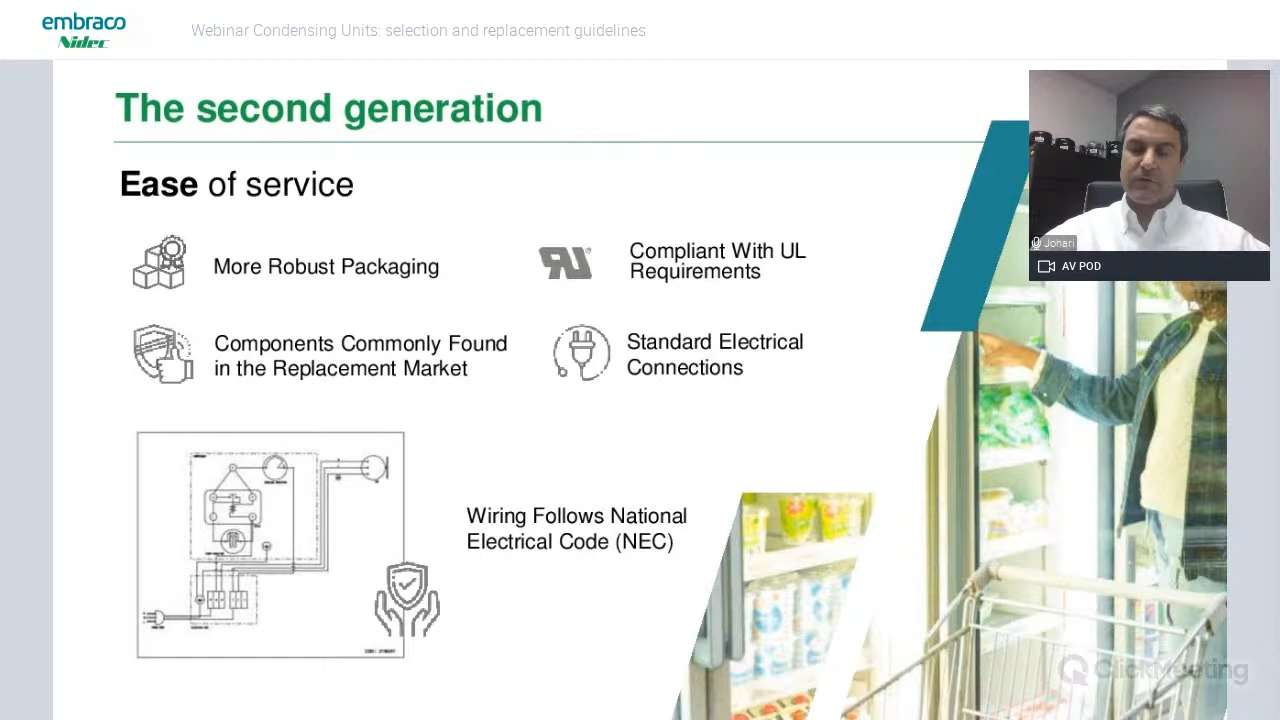 embraco
Nidec
Webinar Condensing Units: selection and replacement guidelines
The second generation
Ease of service
More Robust Packaging
Compliant With UL
Requirements
Components Commonly Found
in the Replacement Market
Standard Electrical
Connections
Wiring Follows National
Electrical Code (NEC)
Johari
AV POD
ClickMeeting